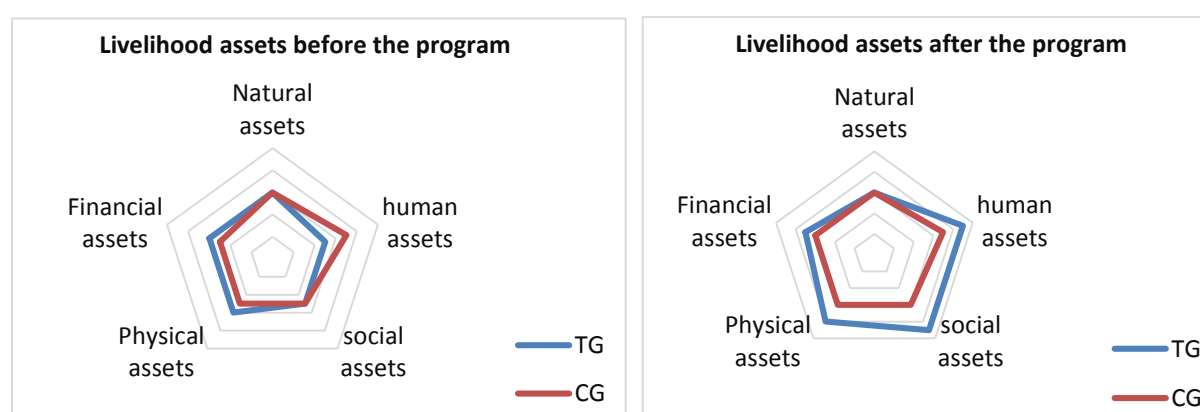 Livelihood assets before the program
Natural
assets
human
assets
social
assets
Physical
assets
Financial
assets
TG
CG
Livelihood assets after the program
Natural
assets
human
assets
social
assets
Physical
assets
Financial
assets
TG
CG